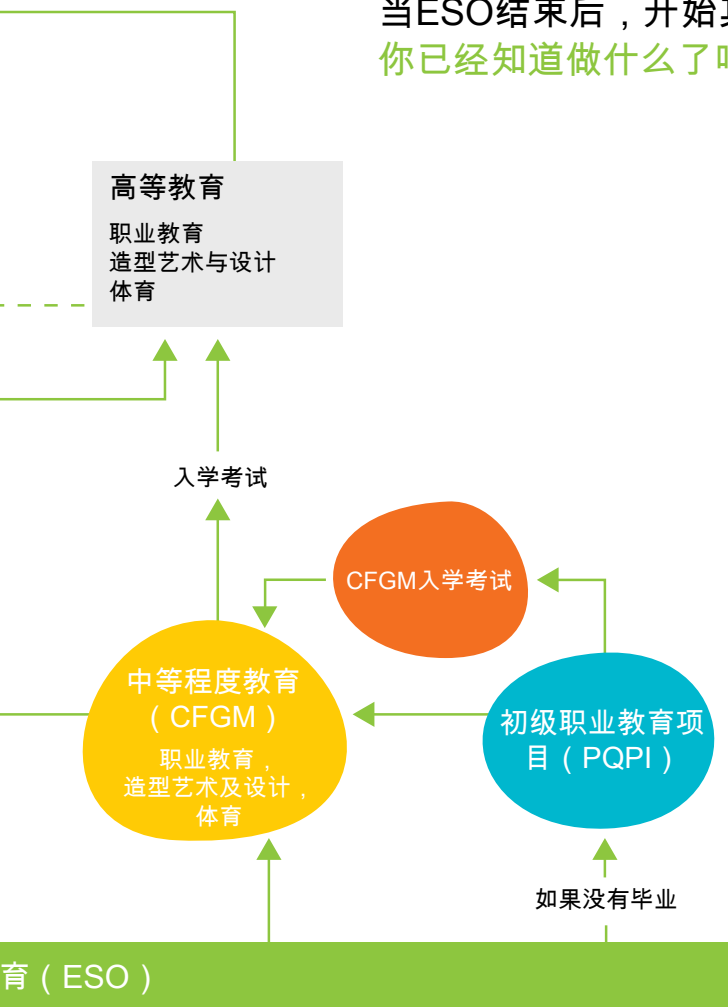 当ESO结束后，开始
你已经知道做什么了
高等教育
职业教育
造型艺术与设计
体育
入学考试
CFGM入学考试
中等程度教育
（CFGM）
职业教育，
造型艺术及设计，
体育
初级职业教育项
目（PQPI）
如果没有毕业
育（ESO）